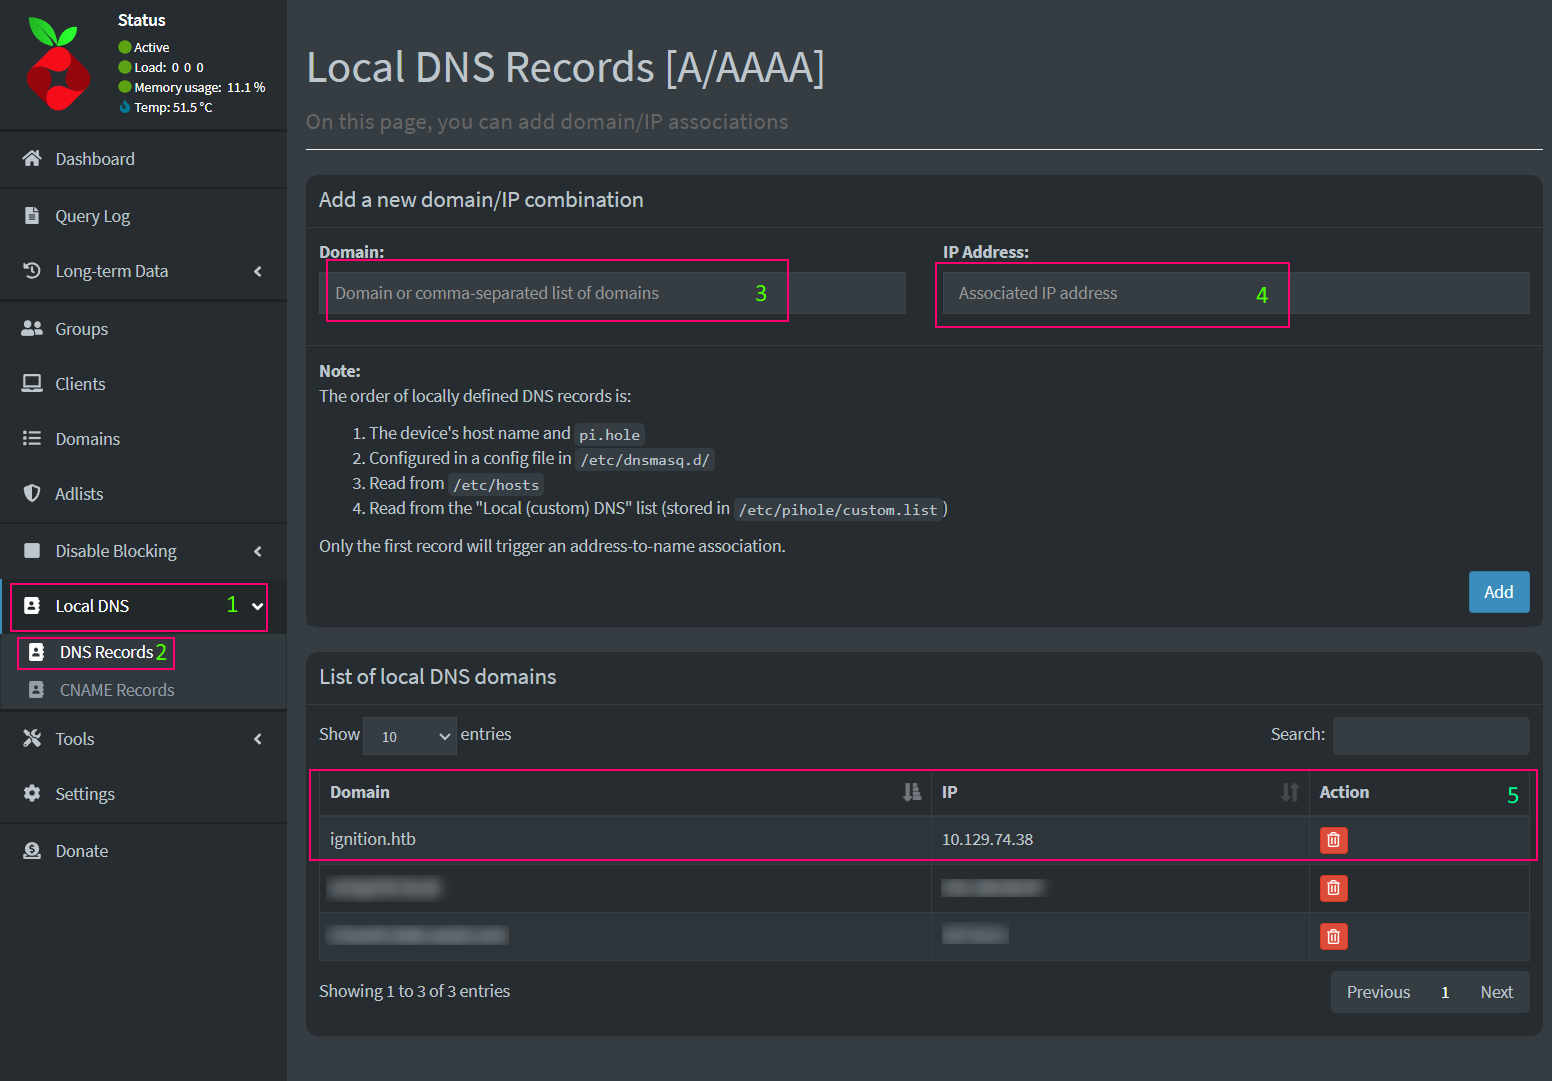 Status
Active
Load: 0 0 0
Memory usage: 11.1 %
Temp: 51.5 °C
Dashboard
Query Log
Long-term Data
Groups
Clients
Domains
Adlists
Disable Blocking
Local DNS 1
DNS Records 2
CNAME Records
Tools
Settings
Donate
Local DNS Records [A/AAAA]
On this page, you can add domain/IP associations
Add a new domain/IP combination
Domain: IP Address:
Domain or comma-separated list of domains 3 Associated IP address 4
Note:
The order of locally defined DNS records is:
1. The device's host name and pi.hole
2. Configured in a config file in /etc/dnsmasq.d/
3. Read from /etc/hosts
4. Read from the "Local (custom) DNS" list (stored in /etc/pihole/custom.list)
Only the first record will trigger an address-to-name association.
Add
List of local DNS domains
Show 10 entries Search:
Domain IP Action 5
ignition.htb 10.129.74.38
Showing 1 to 3 of 3 entries Previous 1 Next